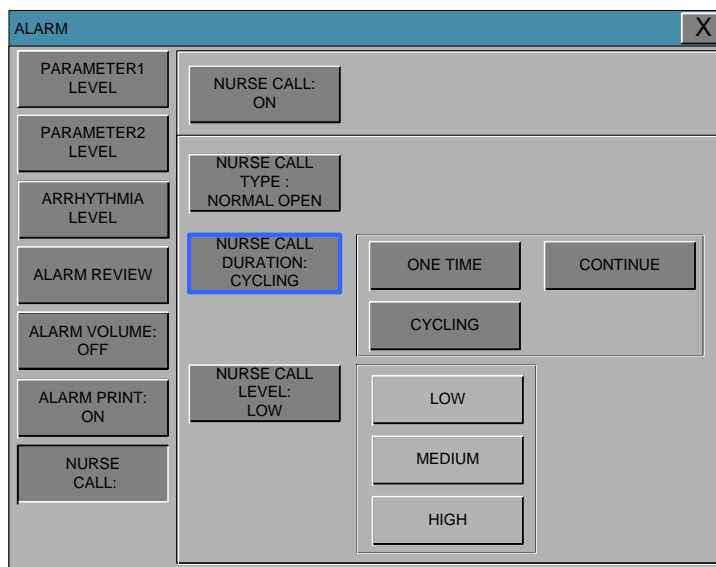 ALARM
X
PARAMETER1
LEVEL
PARAMETER2
LEVEL
ARRHYTHMIA
LEVEL
ALARM REVIEW
ALARM VOLUME:
OFF
ALARM PRINT:
ON
NURSE
CALL:
NURSE CALL:
ON
NURSE CALL
TYPE :
NORMAL OPEN
NURSE CALL
DURATION:
CYCLING
ONE TIME
CONTINUE
CYCLING
NURSE CALL
LEVEL:
LOW
LOW
MEDIUM
HIGH